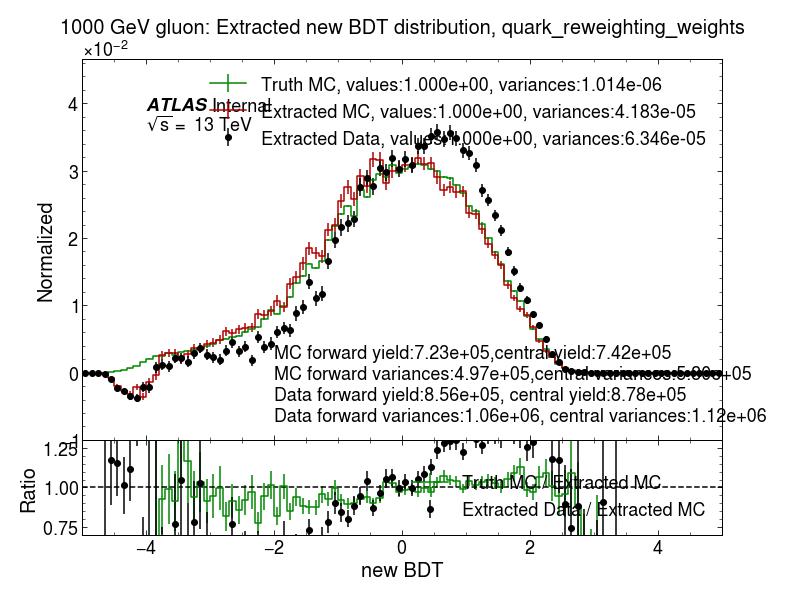 1000 GeV gluon: Extracted new BDT distribution, quark_reweighting_weights
×10⁻²
Truth MC, values:1.000e+00, variances:1.014e-06
ATLAS Internal
Extracted MC, values:1.000e+00, variances:4.183e-05
√s = 13 TeV
Extracted Data, values:1.000e+00, variances:6.346e-05
4
3
2
1
0
Normalized
MC forward yield:7.23e+05,central yield:7.42e+05
MC forward variances:4.97e+05,central variances:5.80e+05
Data forward yield:8.56e+05, central yield:8.78e+05
Data forward variances:1.06e+06, central variances:1.12e+06
1.25
1.00
0.75
Ratio
Truth MC / Extracted MC
Extracted Data / Extracted MC
−4 −2 0 2 4
new BDT